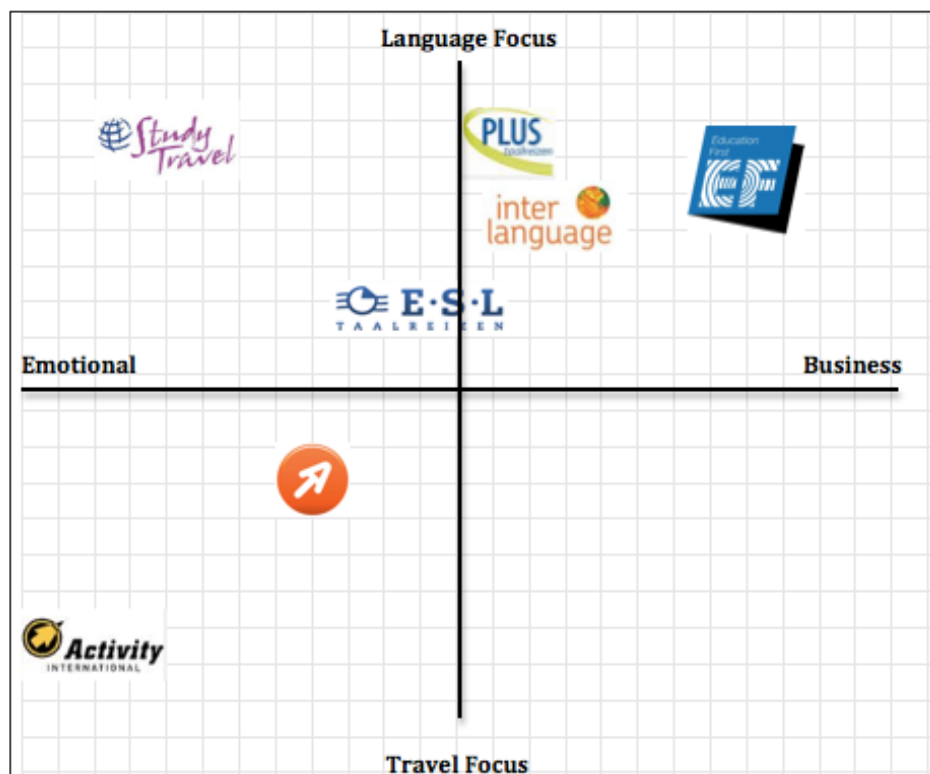 Language Focus
Study
Travel
PLUS
taalreizen
Education
First
EF
inter
language
E·S·L
TAALREIZEN
Emotional
Business
Activity
INTERNATIONAL
Travel Focus